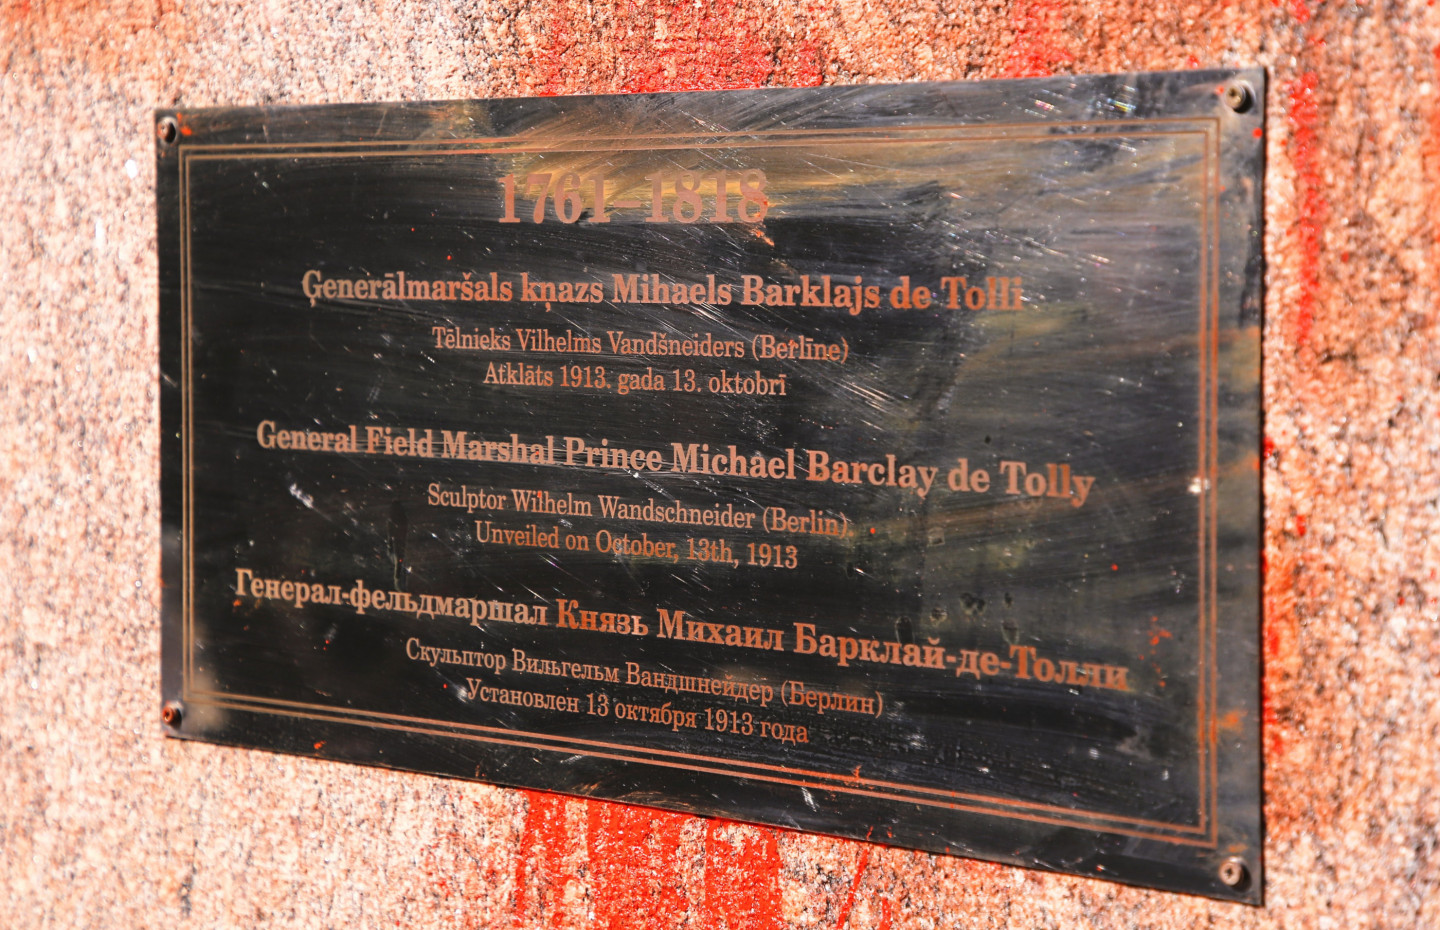 1761–1818
Ģenerālmaršals kņazs Mihaels Barklajs de Tolli
Tēlnieks Vilhelms Vandšneiders (Berlīne)
Atklāts 1913. gada 13. oktobrī
General Field Marshal Prince Michael Barclay de Tolly
Sculptor Wilhelm Wandschneider (Berlin)
Unveiled on October, 13th, 1913
Генерал-фельдмаршал Князь Михаил Барклай-де-Толли
Скульптор Вильгельм Вандшнейдер (Берлин)
Установлен 13 октября 1913 года